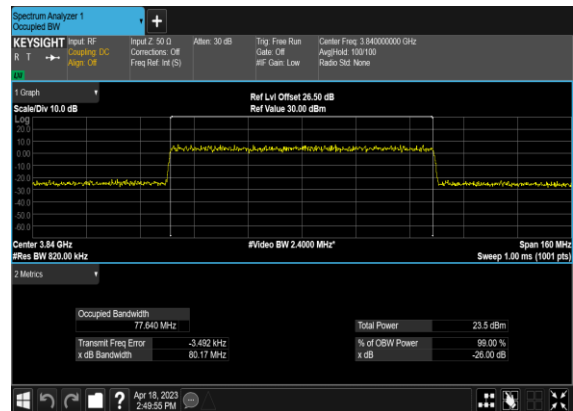 Spectrum Analyzer 1
Occupied BW
KEYSIGHT Input: RF Input Z: 50 Ω Atten: 30 dB Trig: Free Run Center Freq: 3.840000000 GHz
R T Coupling: DC Corrections: Off Gate: Off Avg|Hold: 100/100
Align: Off Freq Ref: Int (S) #IF Gain: Low Radio Std: None
1 Graph
Ref Lvl Offset 26.50 dB
Scale/Div 10.0 dB Ref Value 30.00 dBm
Log
20.0
10.0
0.00
-10.0
-20.0
-30.0
-40.0
-50.0
-60.0
Center 3.84 GHz #Video BW 2.4000 MHz* Span 160 MHz
#Res BW 820.00 kHz Sweep 1.00 ms (1001 pts)
2 Metrics
Occupied Bandwidth
77.640 MHz Total Power 23.5 dBm
Transmit Freq Error -3.492 kHz % of OBW Power 99.00 %
x dB Bandwidth 80.17 MHz x dB -26.00 dB
? Apr 18, 2023
2:49:55 PM